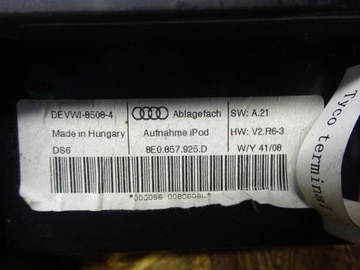 DEVWI-8508-4
Ablagefach
SW: A.21
Made in Hungary
Aufnahme iPod
HW: V2.R6-3
DS6
8E0.857.925.D
W/Y 41/08
Tyco terminal